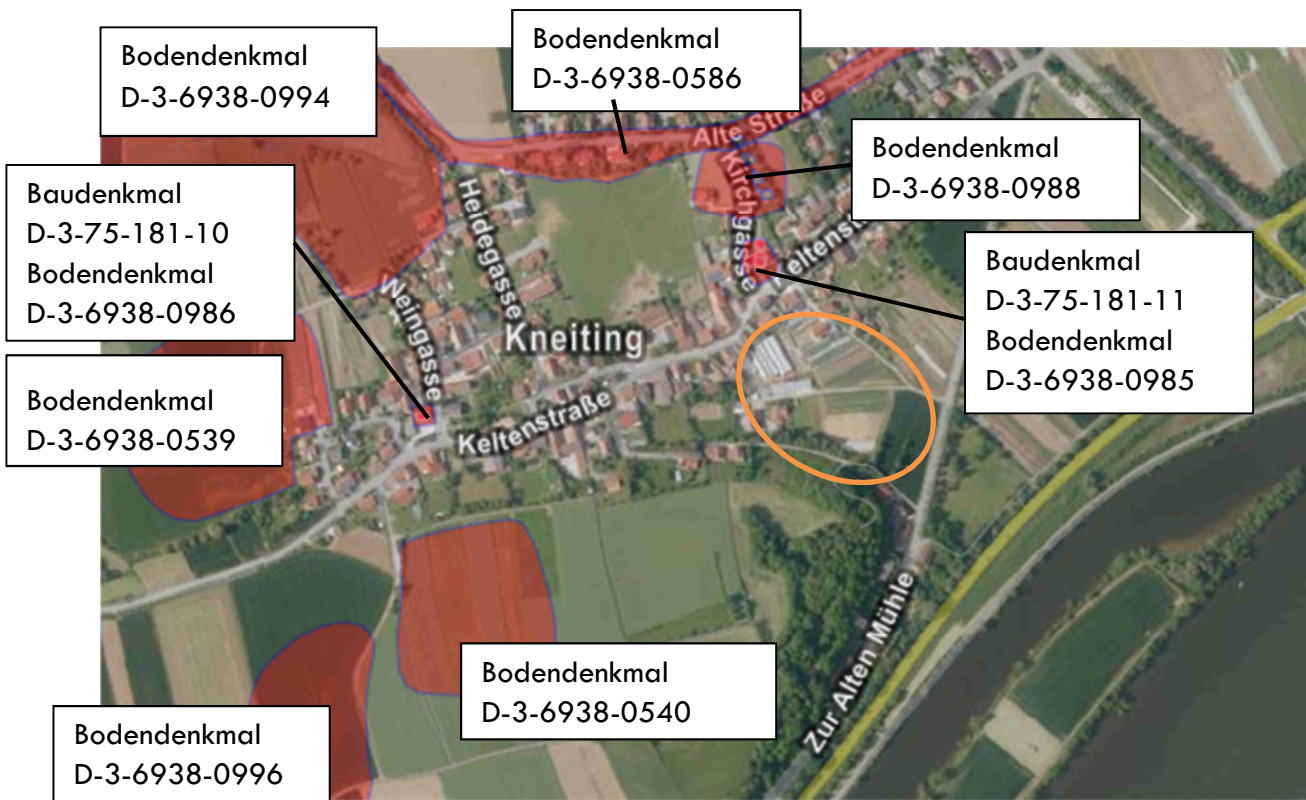 Bodendenkmal
D-3-6938-0994
Bodendenkmal
D-3-6938-0586
Alte Straße
Bodendenkmal
D-3-6938-0988
Baudenkmal
D-3-75-181-10
Bodendenkmal
D-3-6938-0986
Heidegasse
Kirchgasse
Keltenst
Baudenkmal
D-3-75-181-11
Bodendenkmal
D-3-6938-0985
Weingasse
Kneiting
Bodendenkmal
D-3-6938-0539
Keltenstraße
Zur Alten Mühle
Bodendenkmal
D-3-6938-0540
Bodendenkmal
D-3-6938-0996